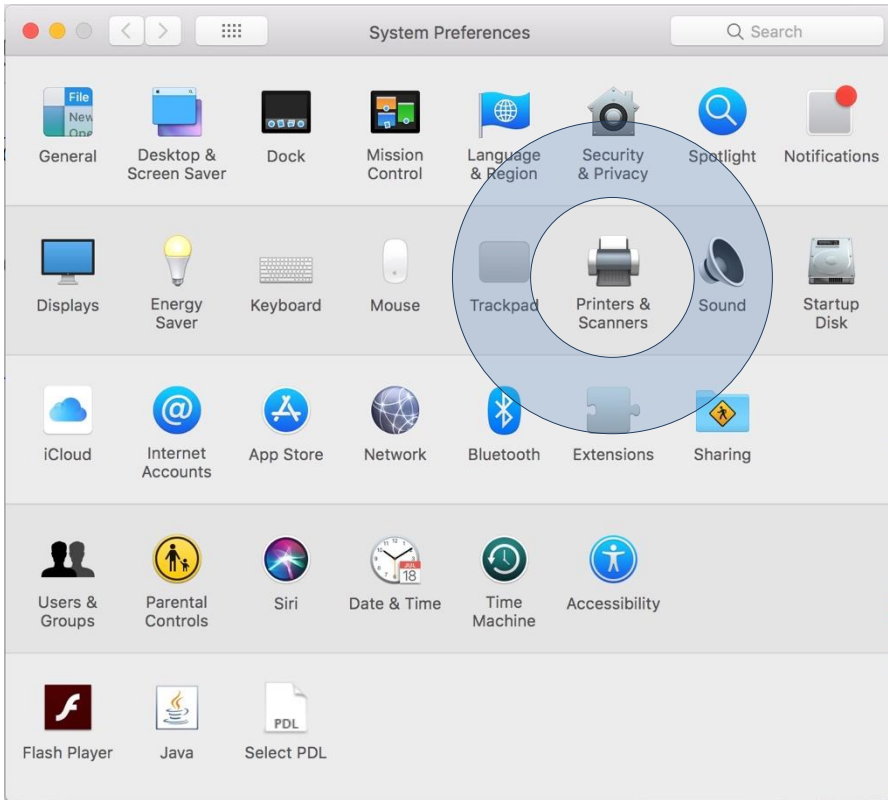 System Preferences
Search
File
New
Ope
General
Desktop &
Screen Saver
Dock
Mission
Control
Language
& Region
Security
& Privacy
Spotlight
Notifications
Displays
Energy
Saver
Keyboard
Mouse
Trackpad
Printers &
Scanners
Sound
Startup
Disk
iCloud
@
Internet
Accounts
App Store
Network
Bluetooth
Extensions
Sharing
Users &
Groups
Parental
Controls
Siri
JUL
18
Date & Time
Time
Machine
Accessibility
Flash Player
Java
PDL
Select PDL